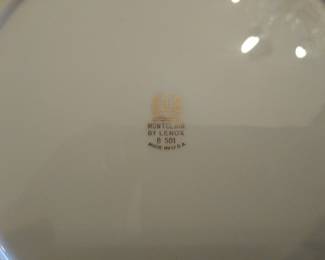 MONTCLAIR
BY LENOX
B 501
MADE IN U.S.A.